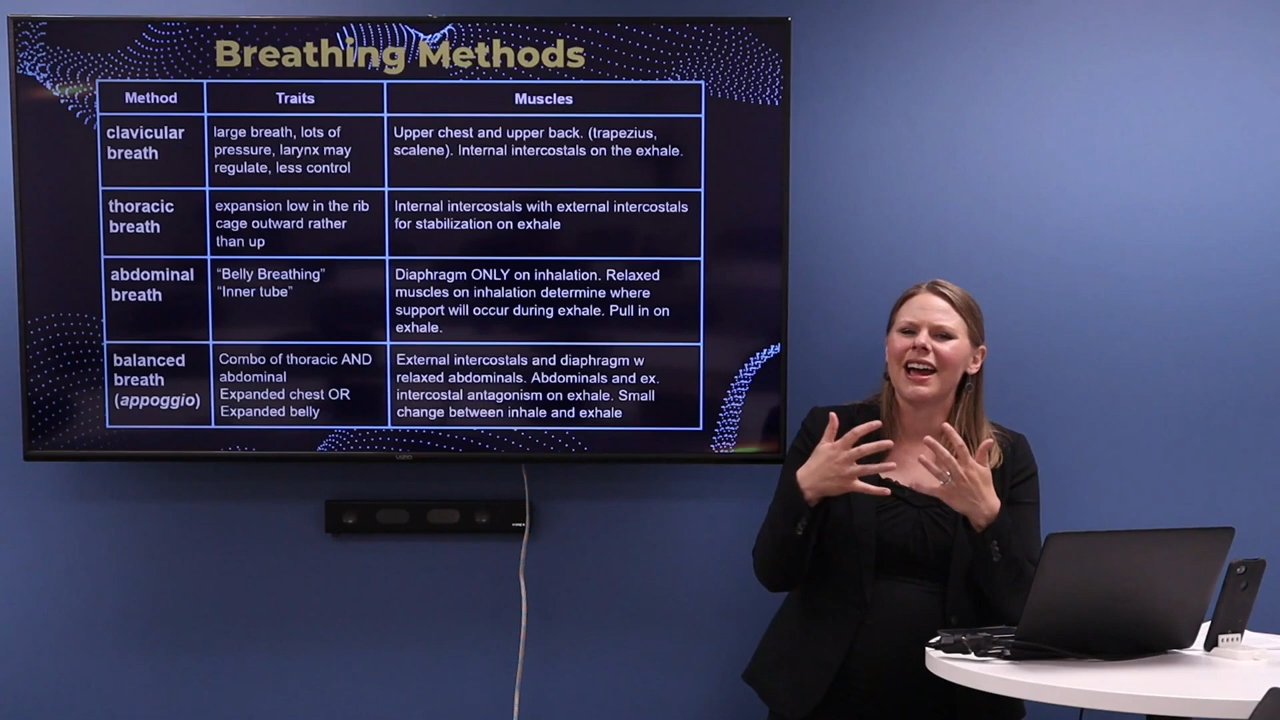 Breathing Methods
Method
Traits
Muscles
clavicular
breath
large breath, lots of
pressure, larynx may
regulate, less control
Upper chest and upper back. (trapezius,
scalene). Internal intercostals on the exhale.
thoracic
breath
expansion low in the rib
cage outward rather
than up
Internal intercostals with external intercostals
for stabilization on exhale
abdominal
breath
“Belly Breathing”
“Inner tube”
Diaphragm ONLY on inhalation. Relaxed
muscles on inhalation determine where
support will occur during exhale. Pull in on
exhale.
balanced
breath
(appoggio)
Combo of thoracic AND
abdominal
Expanded chest OR
Expanded belly
External intercostals and diaphragm w
relaxed abdominals. Abdominals and ex.
intercostal antagonism on exhale. Small
change between inhale and exhale
VIZIO